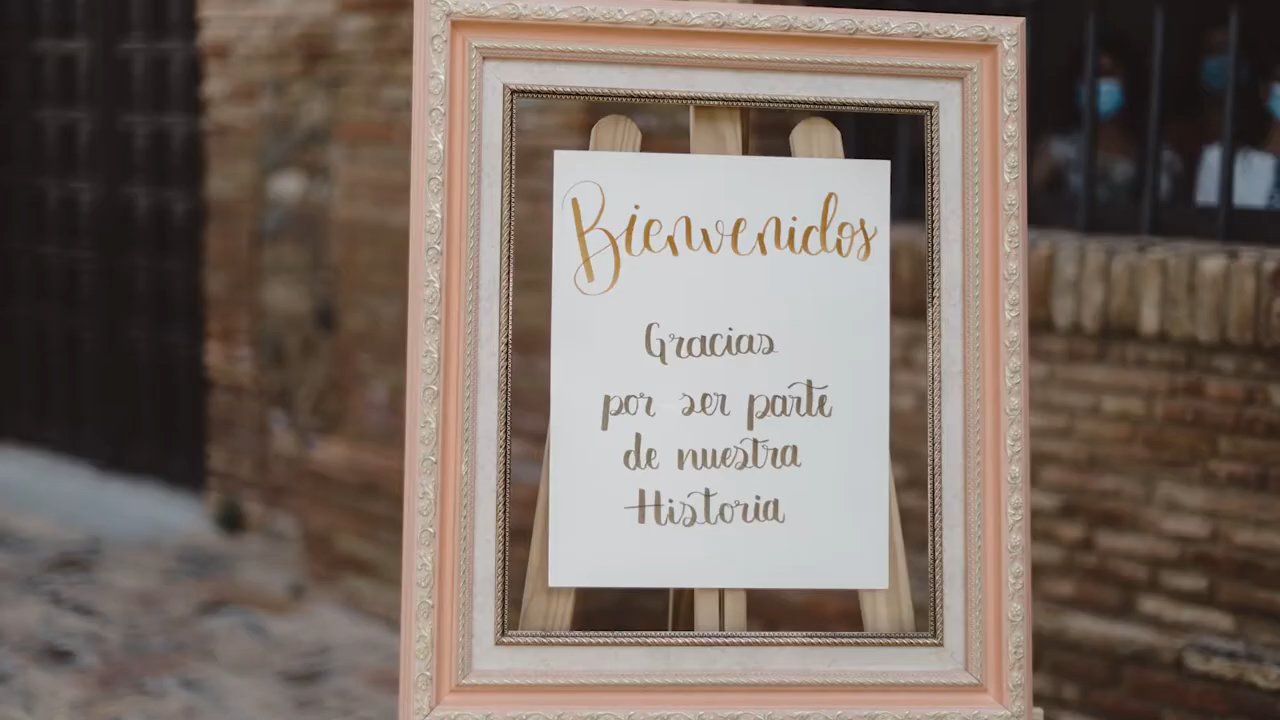 Bienvenidos
Gracias
por ser parte
de nuestra
Historia